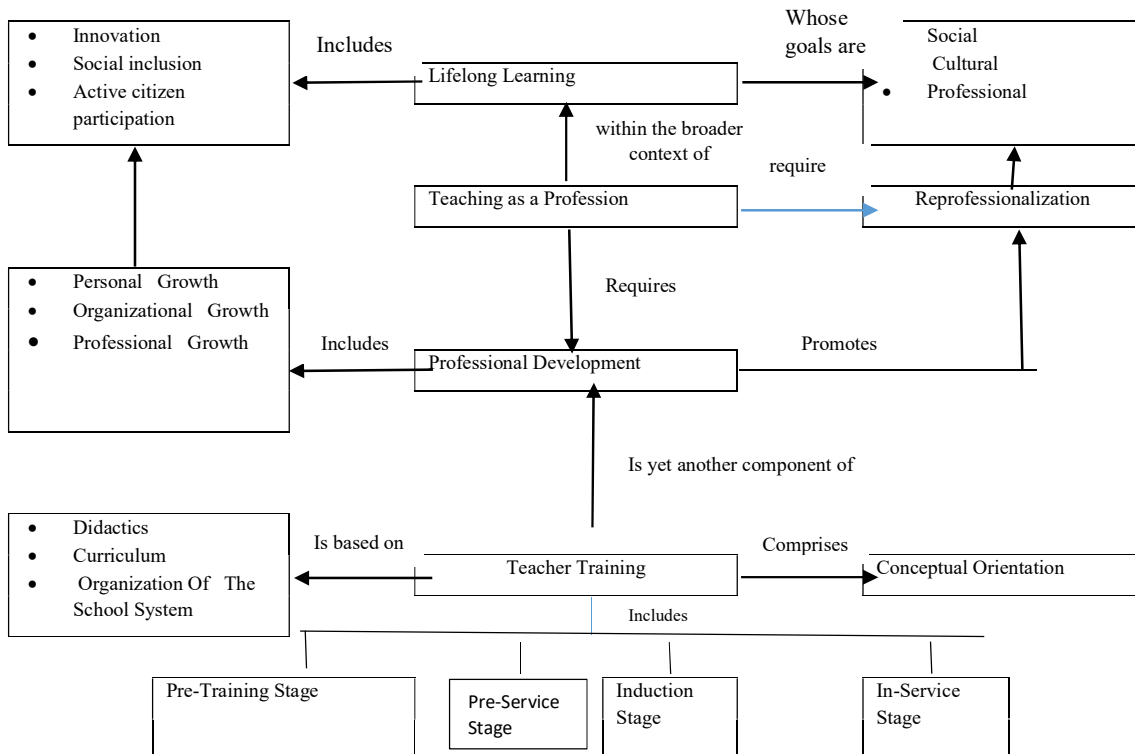 • Innovation
• Social inclusion
• Active citizen
participation
Includes
Lifelong Learning
Whose
goals are
Social
Cultural
• Professional
within the broader
context of
require
Teaching as a Profession
Reprofessionalization
Requires
• Personal Growth
• Organizational Growth
• Professional Growth
Includes
Professional Development
Promotes
Is yet another component of
• Didactics
• Curriculum
• Organization Of The
School System
Is based on
Teacher Training
Comprises
Conceptual Orientation
Includes
Pre-Training Stage
Pre-Service
Stage
Induction
Stage
In-Service
Stage